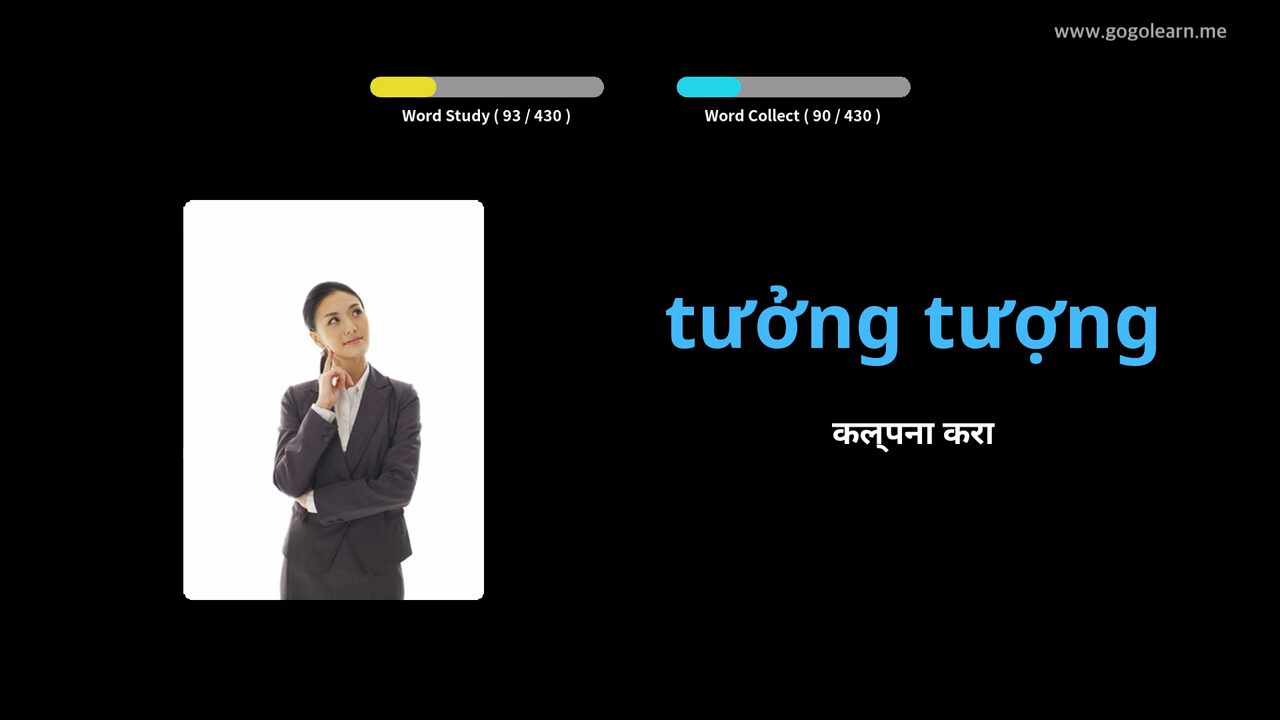 www.gogolearn.me
Word Study ( 93 / 430 )
Word Collect ( 90 / 430 )
tưởng tượng
कल्पना करा